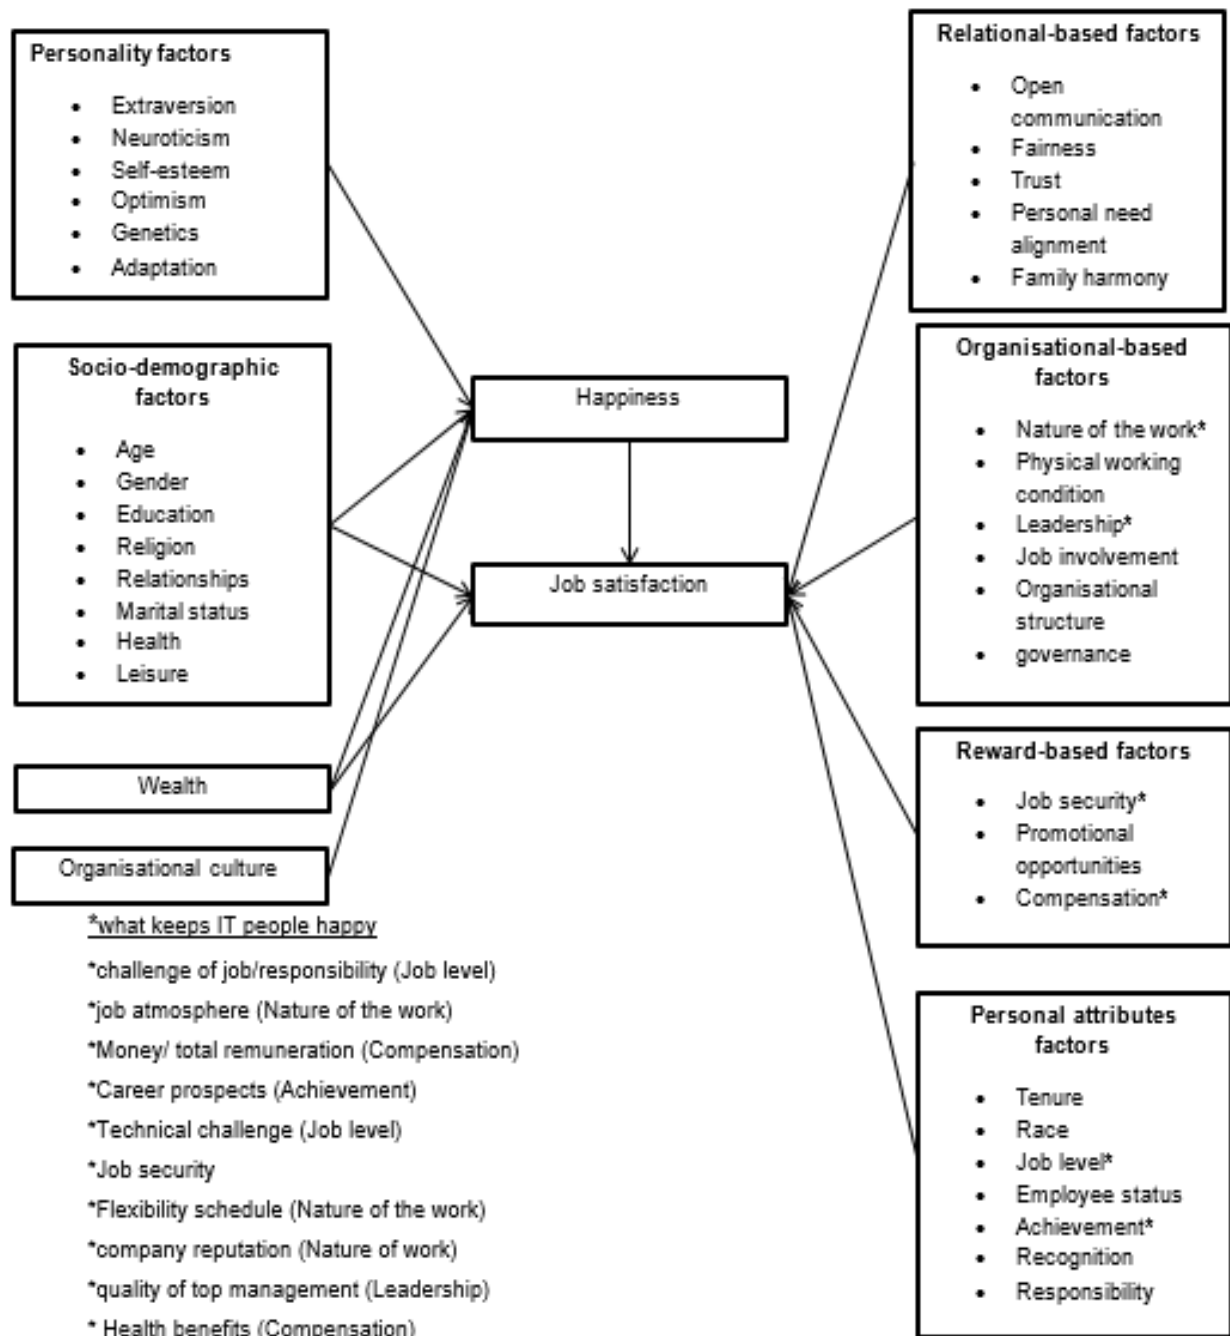 Personality factors
• Extraversion
• Neuroticism
• Self-esteem
• Optimism
• Genetics
• Adaptation
Socio-demographic
factors
• Age
• Gender
• Education
• Religion
• Relationships
• Marital status
• Health
• Leisure
Wealth
Organisational culture
*what keeps IT people happy
*challenge of job/responsibility (Job level)
*job atmosphere (Nature of the work)
*Money/ total remuneration (Compensation)
*Career prospects (Achievement)
*Technical challenge (Job level)
*Job security
*Flexibility schedule (Nature of the work)
*company reputation (Nature of work)
*quality of top management (Leadership)
* Health benefits (Compensation)
Happiness
Job satisfaction
Relational-based factors
• Open
communication
• Fairness
• Trust
• Personal need
alignment
• Family harmony
Organisational-based
factors
• Nature of the work*
• Physical working
condition
• Leadership*
• Job involvement
• Organisational
structure
• governance
Reward-based factors
• Job security*
• Promotional
opportunities
• Compensation*
Personal attributes
factors
• Tenure
• Race
• Job level*
• Employee status
• Achievement*
• Recognition
• Responsibility